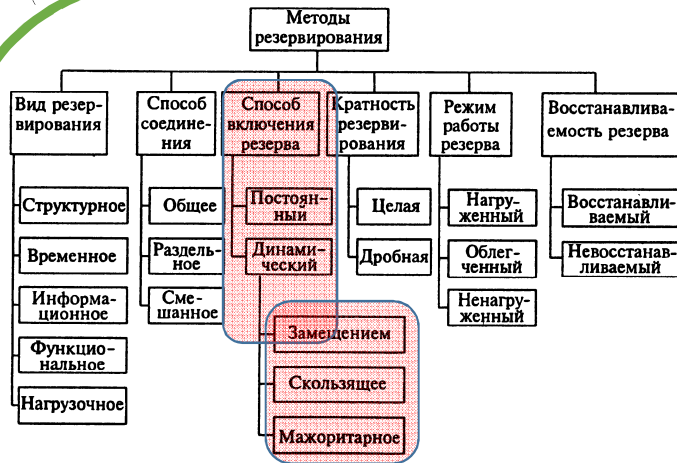 Методы
резервирования
Вид резер-
вирования
Структурное
Временное
Информа-
ционное
Функцио-
нальное
Нагрузочное
Способ
соедине-
ния
Общее
Раздель-
ное
Сме-
шанное
Способ
включения
резерва
Постоян-
ный
Динами-
ческий
Замещением
Скользящее
Мажоритарное
Кратность
резерви-
рования
Целая
Дробная
Режим
работы
резерва
Нагру-
женный
Облег-
ченный
Ненагру-
женный
Восстанавлива-
емость резерва
Восстанавли-
ваемый
Невосстанав-
ливаемый